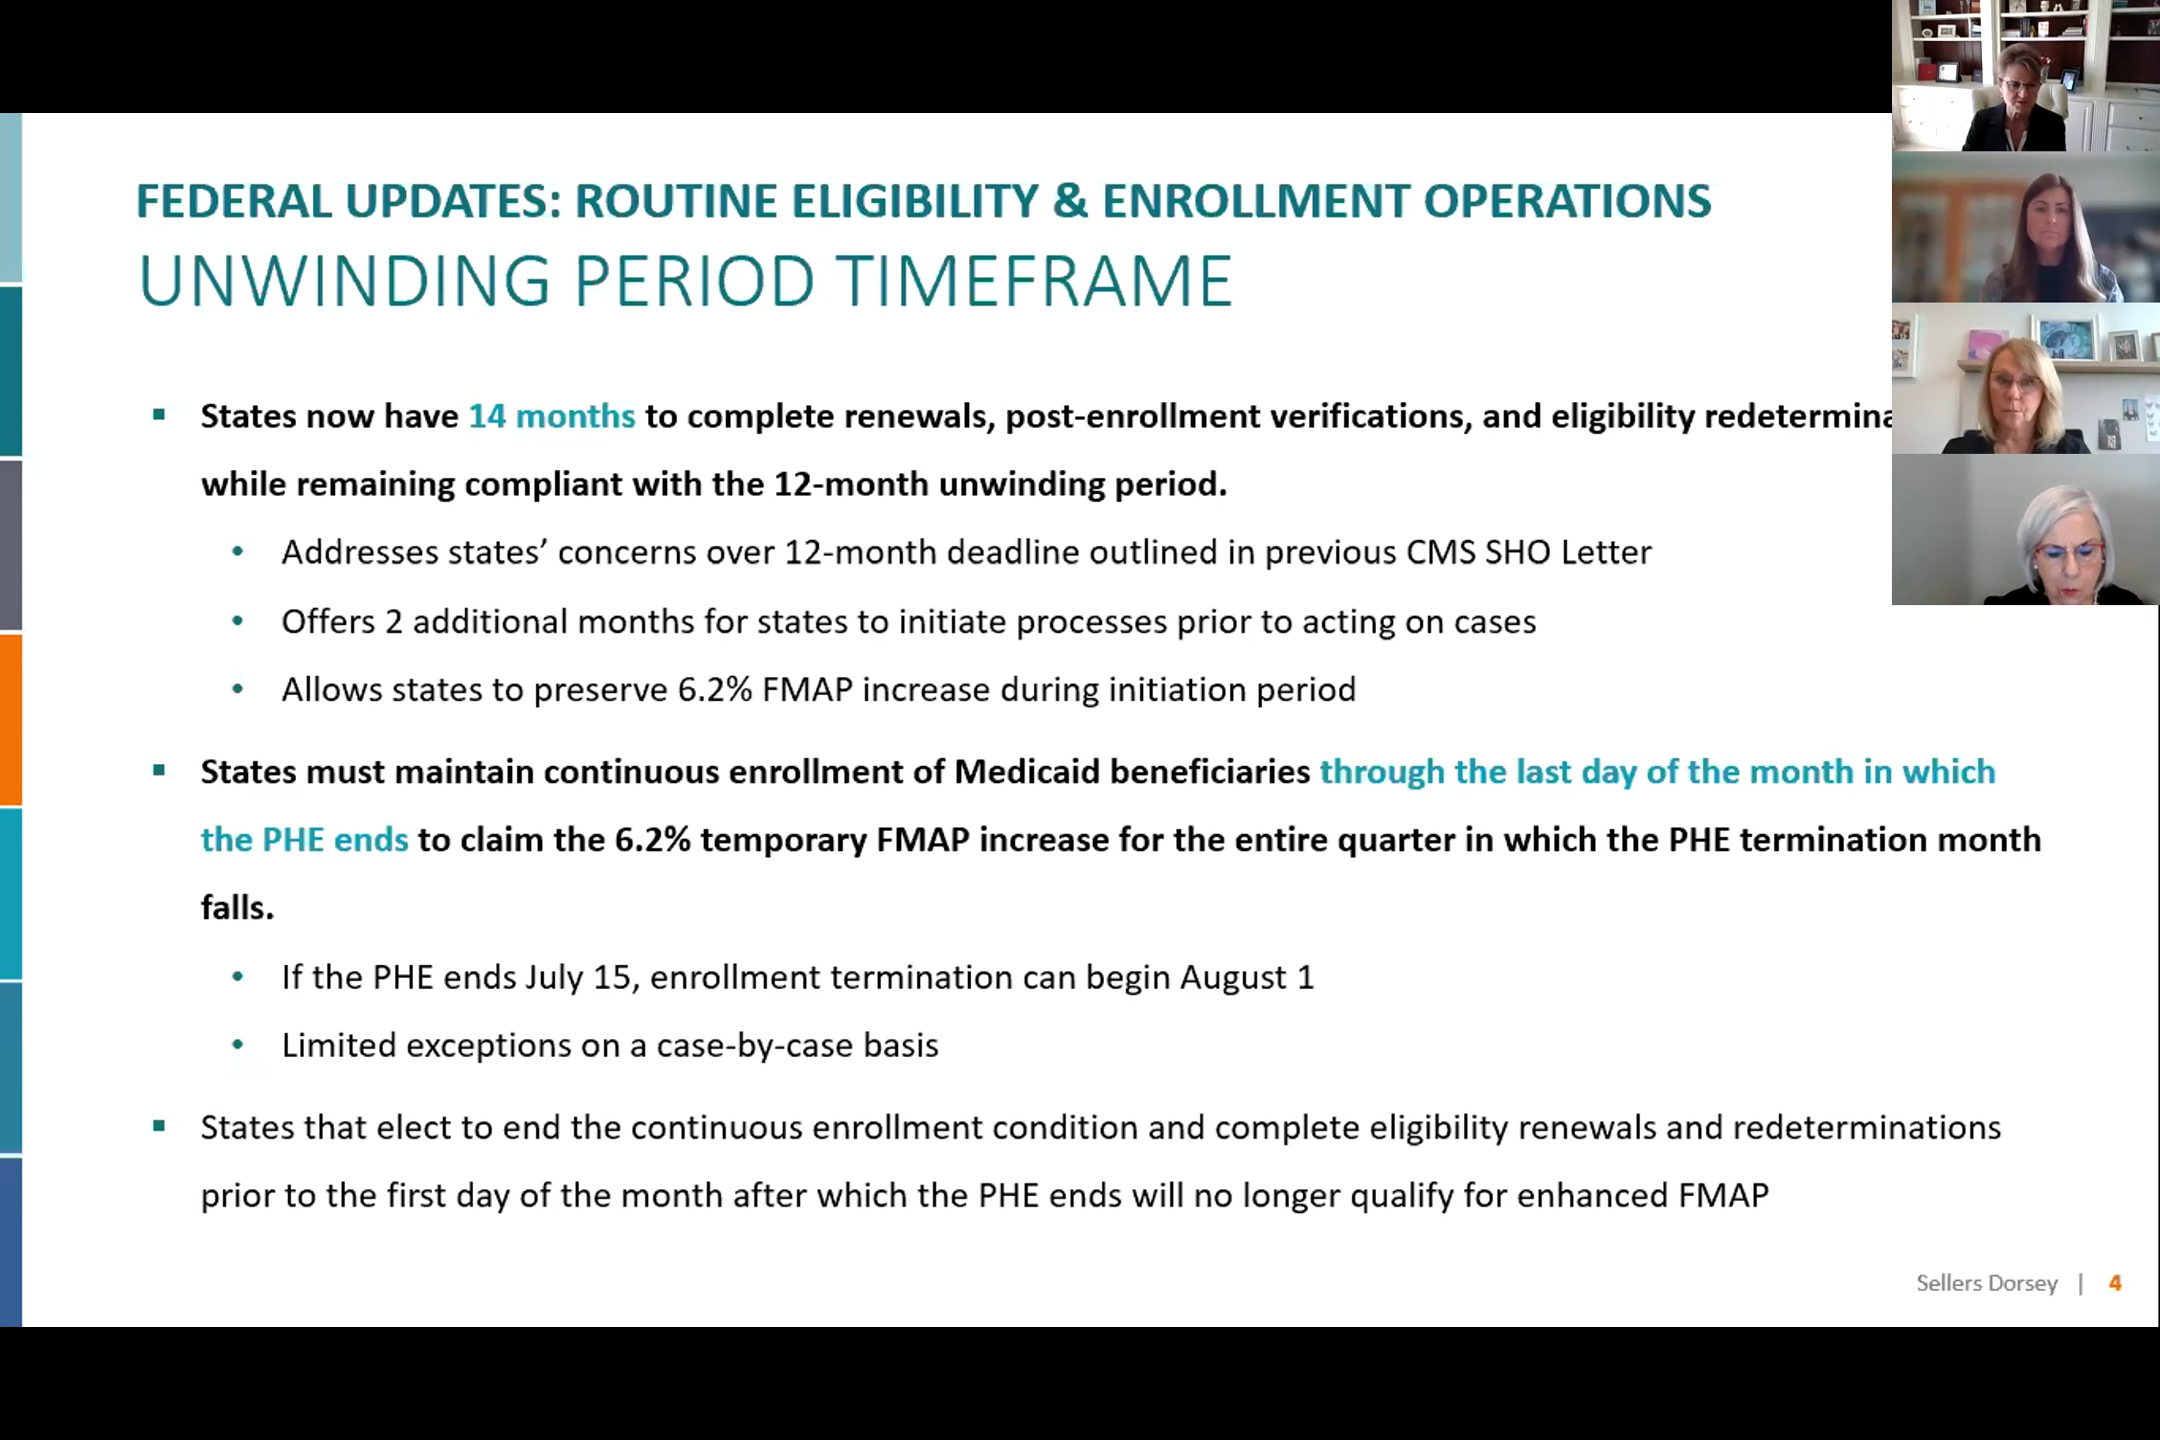 FEDERAL UPDATES: ROUTINE ELIGIBILITY & ENROLLMENT OPERATIONS
UNWINDING PERIOD TIMEFRAME
▪ States now have 14 months to complete renewals, post-enrollment verifications, and eligibility redetermina
while remaining compliant with the 12-month unwinding period.
• Addresses states’ concerns over 12-month deadline outlined in previous CMS SHO Letter
• Offers 2 additional months for states to initiate processes prior to acting on cases
• Allows states to preserve 6.2% FMAP increase during initiation period
▪ States must maintain continuous enrollment of Medicaid beneficiaries through the last day of the month in which
the PHE ends to claim the 6.2% temporary FMAP increase for the entire quarter in which the PHE termination month
falls.
• If the PHE ends July 15, enrollment termination can begin August 1
• Limited exceptions on a case-by-case basis
▪ States that elect to end the continuous enrollment condition and complete eligibility renewals and redeterminations
prior to the first day of the month after which the PHE ends will no longer qualify for enhanced FMAP
Sellers Dorsey | 4